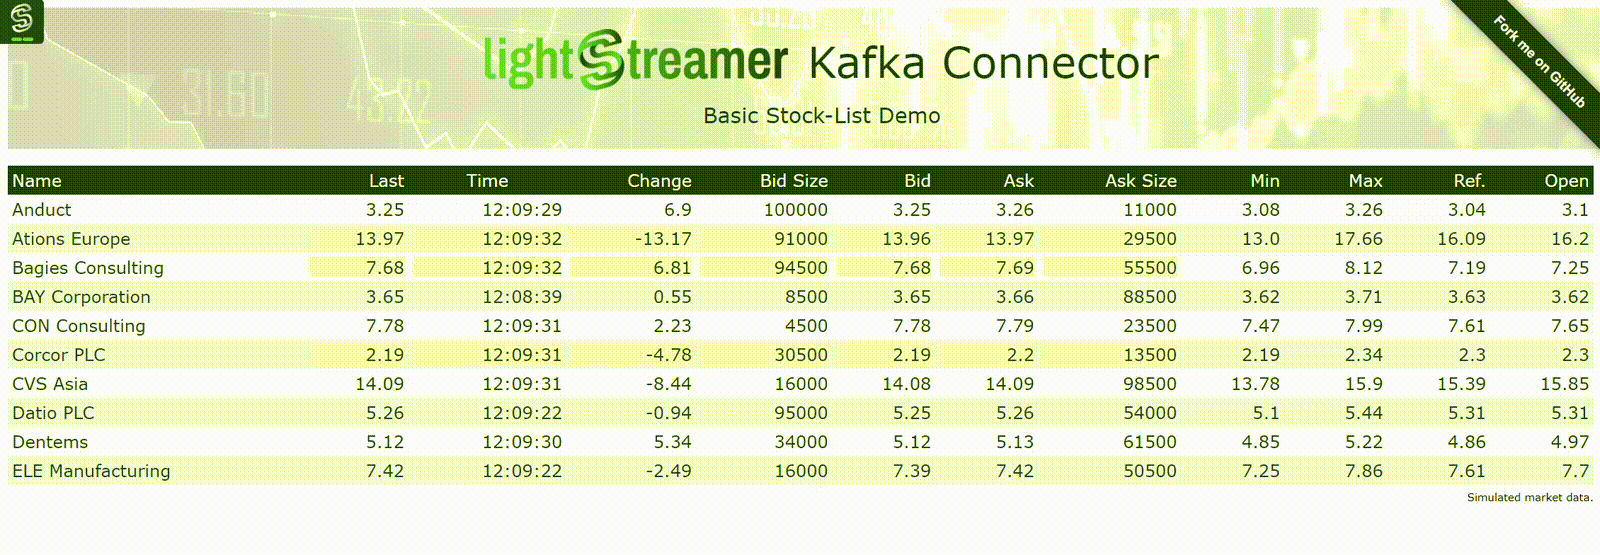 lightStreamer Kafka Connector
Fork me on GitHub
31.60
43.22
Basic Stock-List Demo
Name Last Time Change Bid Size Bid Ask Ask Size Min Max Ref. Open
Anduct 3.25 12:09:29 6.9 100000 3.25 3.26 11000 3.08 3.26 3.04 3.1
Ations Europe 13.97 12:09:32 -13.17 91000 13.96 13.97 29500 13.0 17.66 16.09 16.2
Bagies Consulting 7.68 12:09:32 6.81 94500 7.68 7.69 55500 6.96 8.12 7.19 7.25
BAY Corporation 3.65 12:08:39 0.55 8500 3.65 3.66 88500 3.62 3.71 3.63 3.62
CON Consulting 7.78 12:09:31 2.23 4500 7.78 7.79 23500 7.47 7.99 7.61 7.65
Corcor PLC 2.19 12:09:31 -4.78 30500 2.19 2.2 13500 2.19 2.34 2.3 2.3
CVS Asia 14.09 12:09:31 -8.44 16000 14.08 14.09 98500 13.78 15.9 15.39 15.85
Datio PLC 5.26 12:09:22 -0.94 95000 5.25 5.26 54000 5.1 5.44 5.31 5.31
Dentems 5.12 12:09:30 5.34 34000 5.12 5.13 61500 4.85 5.22 4.86 4.97
ELE Manufacturing 7.42 12:09:22 -2.49 16000 7.39 7.42 50500 7.25 7.86 7.61 7.7
Simulated market data.